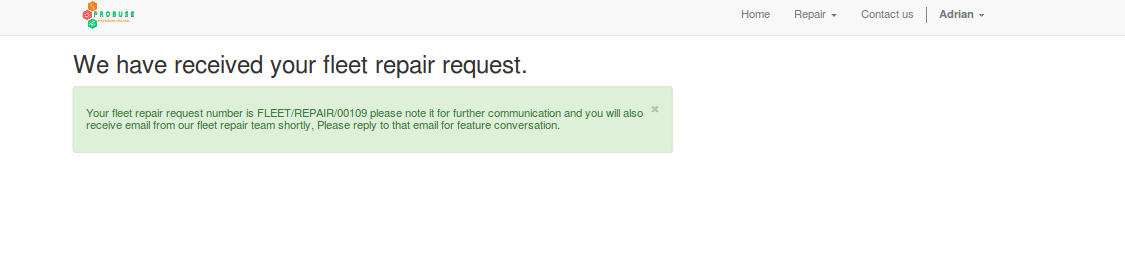 PROBUSE
Home Repair Contact us Adrian
We have received your fleet repair request.
Your fleet repair request number is FLEET/REPAIR/00109 please note it for further communication and you will also
receive email from our fleet repair team shortly, Please reply to that email for feature conversation.